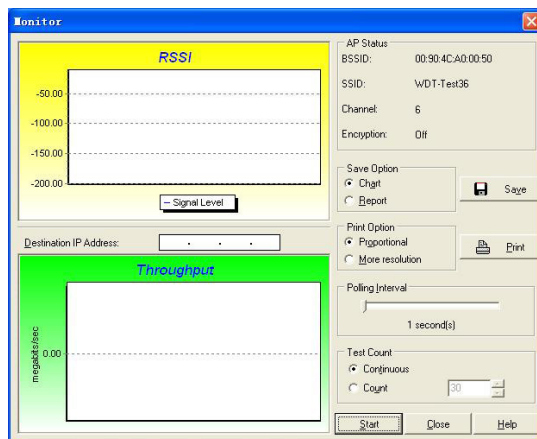 Monitor
RSSI
-50.00
-100.00
-150.00
-200.00
Signal Level
Destination IP Address: . . .
Throughput
megabits/sec
0.00
AP Status
BSSID: 00:90:4C:A0:00:50
SSID: WDT-Test36
Channel: 6
Encryption: Off
Save Option
Chart
Report
Save
Print Option
Proportional
More resolution
Print
Polling Interval
1 second(s)
Test Count
Continuous
Count 30
Start Close Help